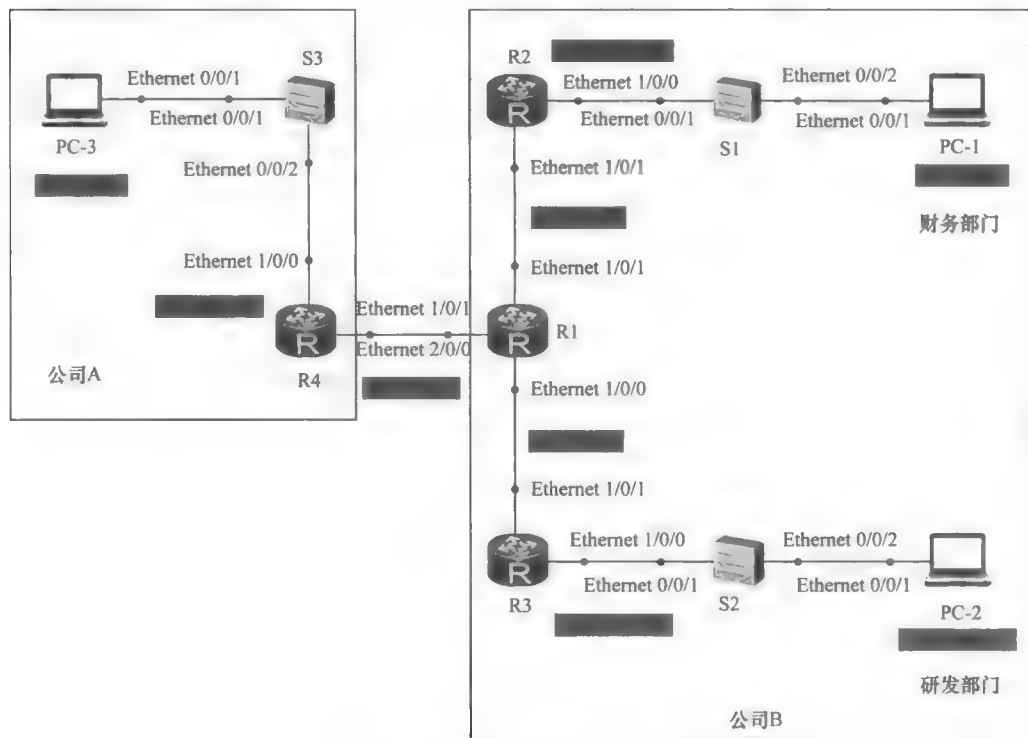 S3
Ethernet 0/0/1
Ethernet 0/0/1
PC-3
Ethernet 0/0/2
Ethernet 1/0/0
R
R4
公司A
Ethernet 1/0/1
Ethernet 2/0/0
R2
R
Ethernet 1/0/0
Ethernet 0/0/1
S1
Ethernet 0/0/2
Ethernet 0/0/1
PC-1
财务部门
Ethernet 1/0/1
Ethernet 1/0/1
R
R1
Ethernet 1/0/0
Ethernet 1/0/1
R
R3
Ethernet 1/0/0
Ethernet 0/0/1
S2
Ethernet 0/0/2
Ethernet 0/0/1
PC-2
研发部门
公司B